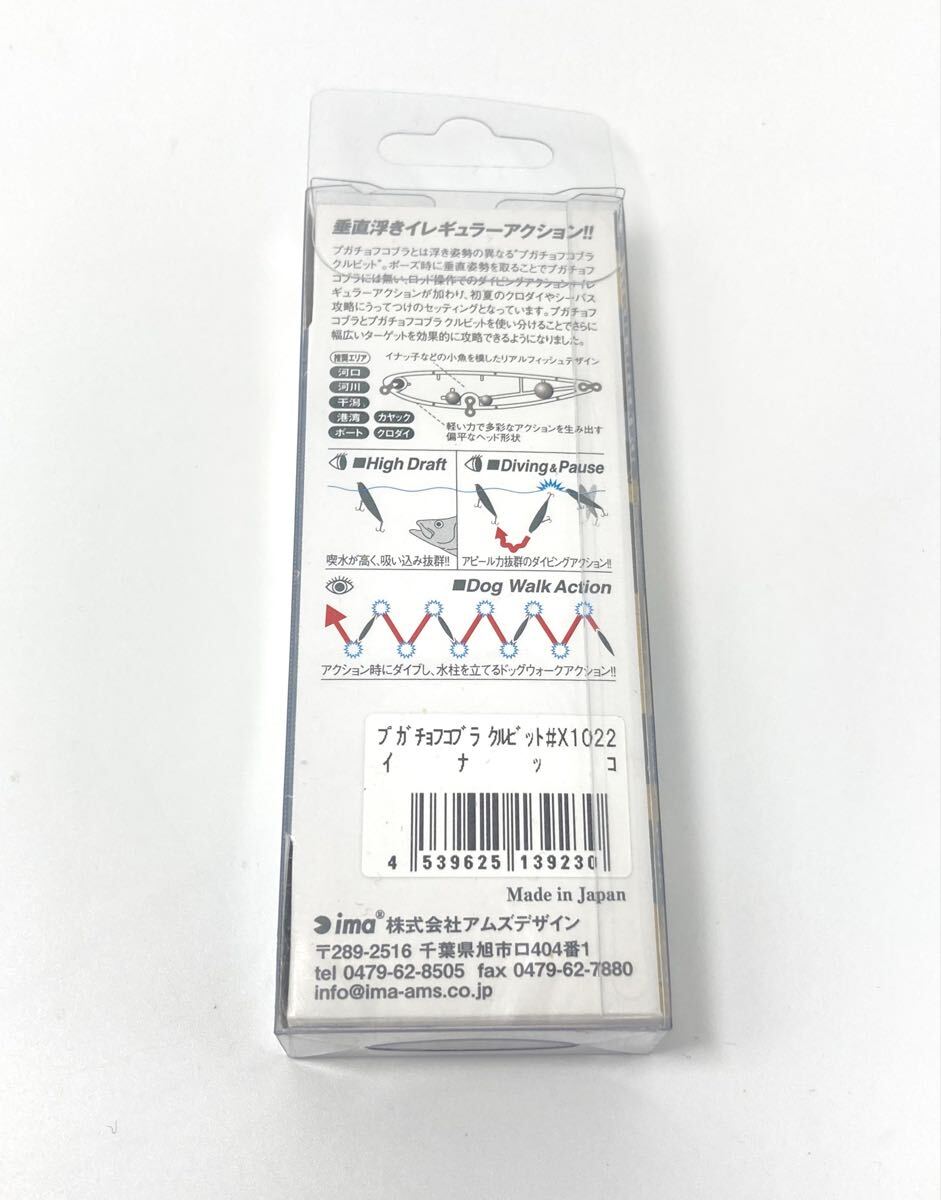 垂直浮きイレギュラーアクション!!
プガチョフコブラとは浮き姿勢の異なる"プガチョフコブラ
クルビット"。ポーズ時に垂直姿勢を取ることでプガチョフ
コブラには無い、ロッド操作でのダイビングアクション+イレ
ギュラーアクションが加わり、初夏のクロダイやシーバス
攻略にうってつけのセッティングとなっています。プガチョフ
コブラとプガチョフコブラ クルビットを使い分けることでさらに
幅広いターゲットを効果的に攻略できるようになりました。
推奨エリア
河口
河川
干潟
港湾 カヤック
ボート クロダイ
イナッ子などの小魚を模したリアルフィッシュデザイン
軽い力で多彩なアクションを生み出す
偏平なヘッド形状
■High Draft
喫水が高く、吸い込み抜群!!
■Diving&Pause
アピール力抜群のダイビングアクション!!
■Dog Walk Action
アクション時にダイブし、水柱を立てるドッグウォークアクション!!
プガチョフコブラ クルビット#X1022
イナッコ
4 539625 139230
Made in Japan
ima® 株式会社アムズデザイン
〒289-2516 千葉県旭市ロ404番1
tel 0479-62-8505 fax 0479-62-7880
info@ima-ams.co.jp